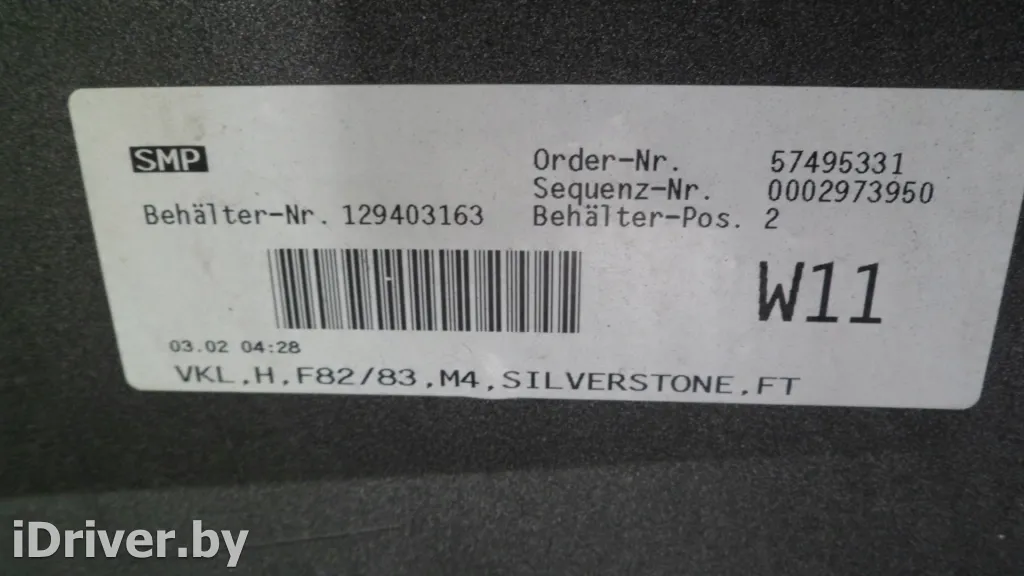 SMP
Order-Nr. 57495331
Sequenz-Nr. 0002973950
Behälter-Nr. 129403163 Behälter-Pos. 2
W11
03.02 04:28
VKL,H,F82/83,M4,SILVERSTONE,FT
iDriver.by